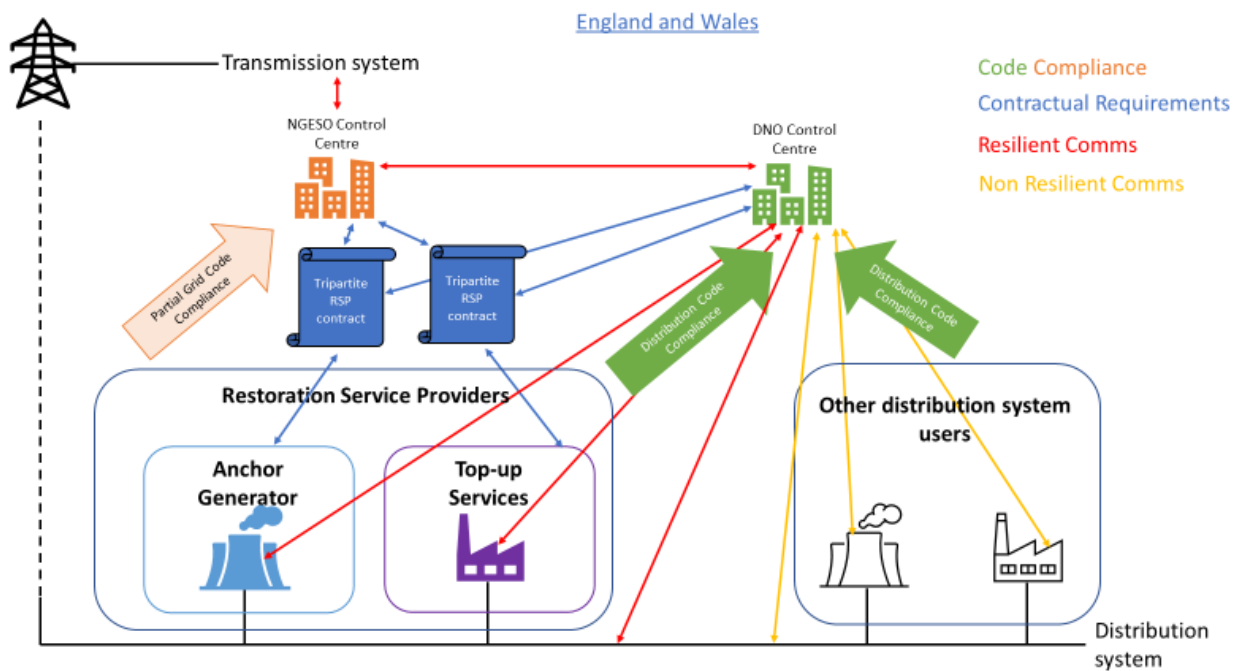 England and Wales
Transmission system
Code Compliance
Contractual Requirements
Resilient Comms
Non Resilient Comms
NGESO Control
Centre
DNO Control
Centre
Partial Grid Code
Compliance
Tripartite
RSP
contract
Tripartite
RSP
contract
Distribution Code
Compliance
Distribution Code
Compliance
Restoration Service Providers
Other distribution system
users
Anchor
Generator
Top-up
Services
Distribution
system